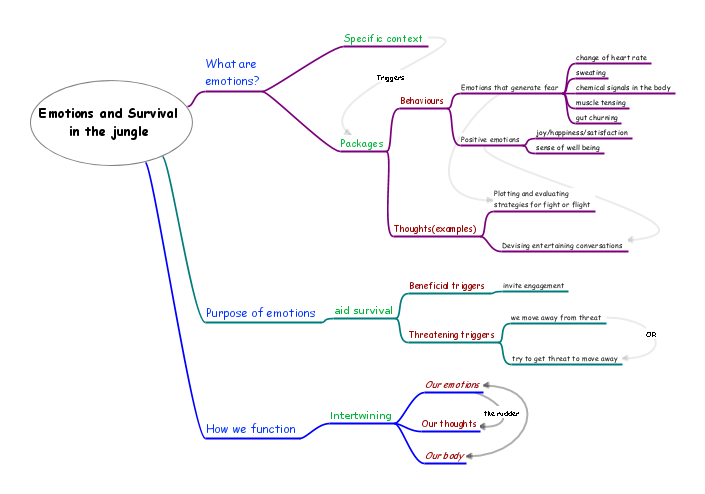 Emotions and Survival
in the jungle
What are
emotions?
Specific context
Triggers
Packages
Behaviours
Emotions that generate fear
change of heart rate
sweating
chemical signals in the body
muscle tensing
gut churning
Positive emotions
joy/happiness/satisfaction
sense of well being
Thoughts(examples)
Plotting and evaluating
strategies for fight or flight
Devising entertaining conversations
Purpose of emotions
aid survival
Beneficial triggers
invite engagement
Threatening triggers
we move away from threat
OR
try to get threat to move away
How we function
Intertwining
Our emotions
the rudder
Our thoughts
Our body